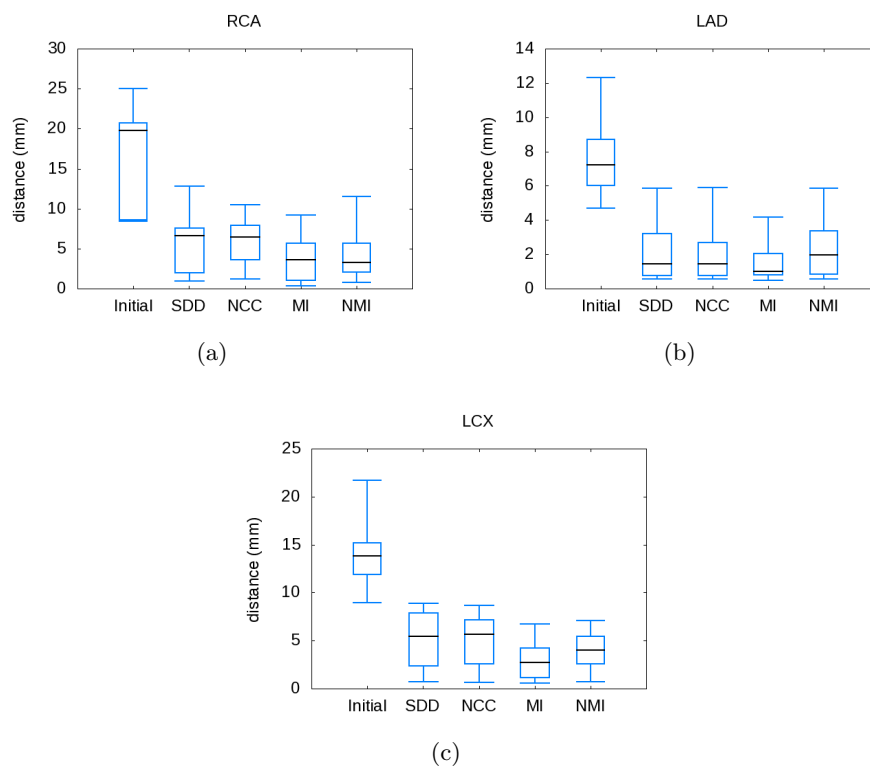 RCA
30
25
20
15
10
5
0
distance (mm)
Initial SDD NCC MI NMI
(a)
LAD
14
12
10
8
6
4
2
0
distance (mm)
Initial SDD NCC MI NMI
(b)
LCX
25
20
15
10
5
0
distance (mm)
Initial SDD NCC MI NMI
(c)